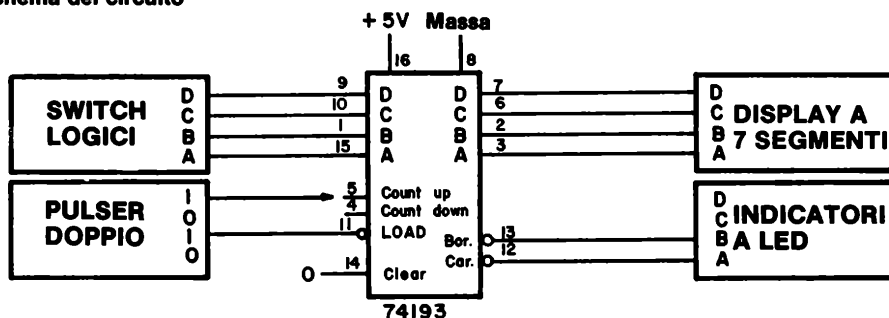 schema del circuito
+ 5V Massa
16 8
SWITCH LOGICI
D 9 D D 7 D
C 10 C C 6 C
B 1 B B 2 B
A 15 A A 3 A
DISPLAY A 7 SEGMENTI
PULSER DOPPIO
1 5 Count up
0 4 Count down
1 11 LOAD
0
0 14 Clear
Bor. 13 B
Car. 12 A
D
C
INDICATORI A LED
74193